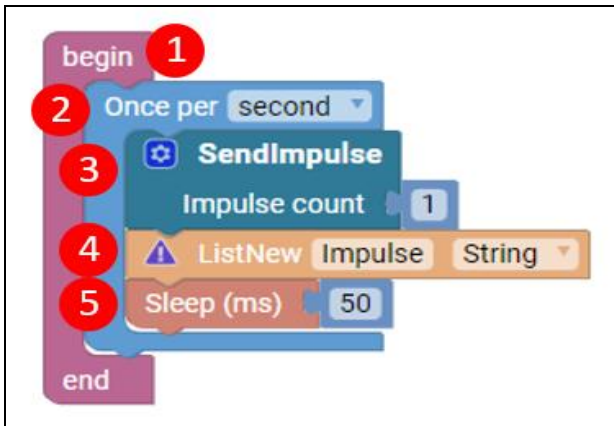 begin 1
2 Once per second
3 SendImpulse
Impulse count 1
4 ListNew Impulse String
5 Sleep (ms) 50
end